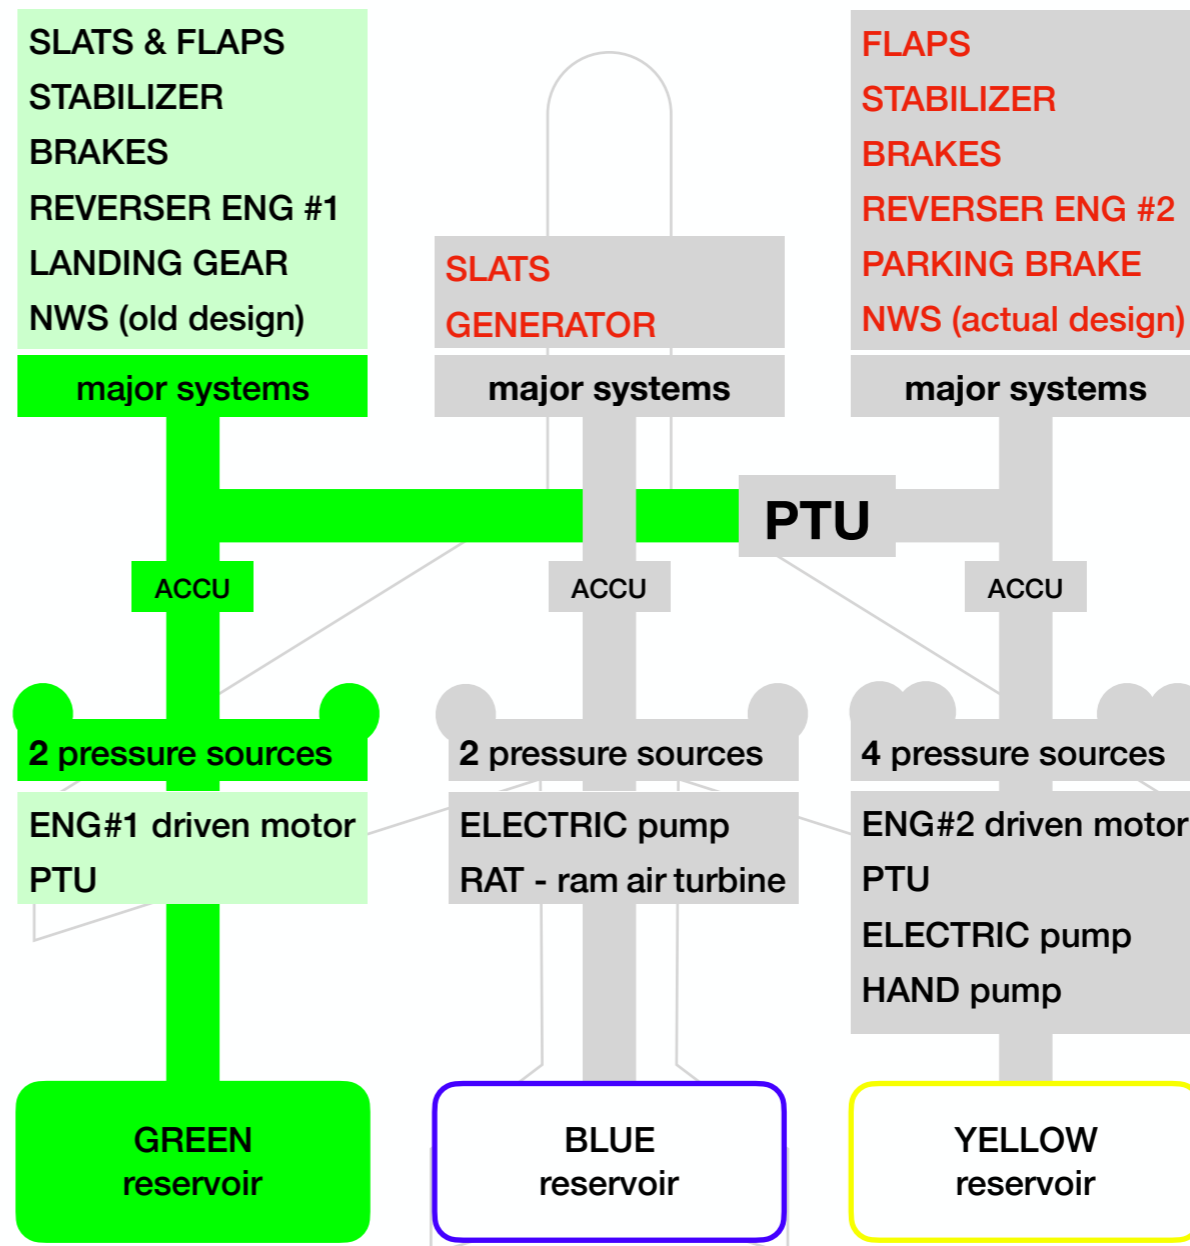 SLATS & FLAPS
STABILIZER
BRAKES
REVERSER ENG #1
LANDING GEAR
NWS (old design)
major systems
SLATS
GENERATOR
major systems
FLAPS
STABILIZER
BRAKES
REVERSER ENG #2
PARKING BRAKE
NWS (actual design)
major systems
PTU
ACCU
ACCU
ACCU
2 pressure sources
ENG#1 driven motor
PTU
2 pressure sources
ELECTRIC pump
RAT - ram air turbine
4 pressure sources
ENG#2 driven motor
PTU
ELECTRIC pump
HAND pump
GREEN
reservoir
BLUE
reservoir
YELLOW
reservoir